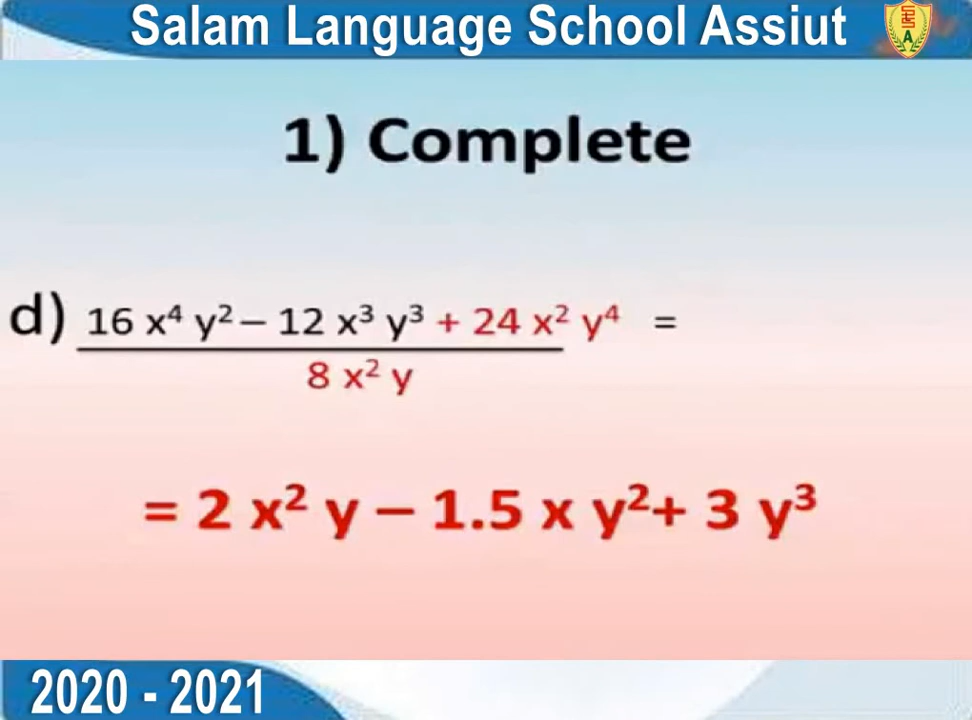 Salam Language School Assiut
A
1) Complete
d) 16 x⁴ y² – 12 x³ y³ + 24 x² y⁴ =
8 x² y
= 2 x² y – 1.5 x y² + 3 y³
2020 - 2021